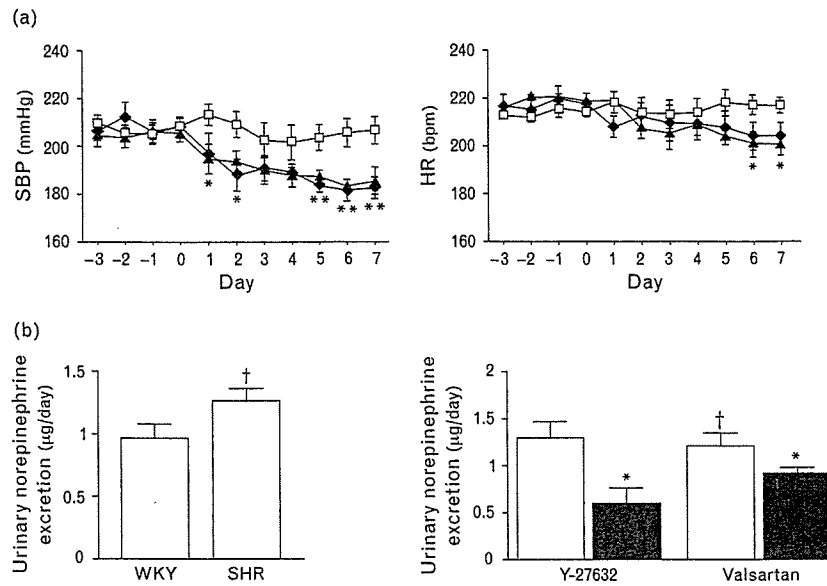 (a)
240
220
200
180
160
SBP (mmHg)
* * ** ** **
-3 -2 -1 0 1 2 3 4 5 6 7
Day
240
220
200
180
160
HR (bpm)
* *
-3 -2 -1 0 1 2 3 4 5 6 7
Day
(b)
Urinary norepinephrine
excretion (μg/day)
1.5
1
0.5
0
†
WKY SHR
Urinary norepinephrine
excretion (μg/day)
2
1.5
1
0.5
0
*
†
*
Y-27632 Valsartan